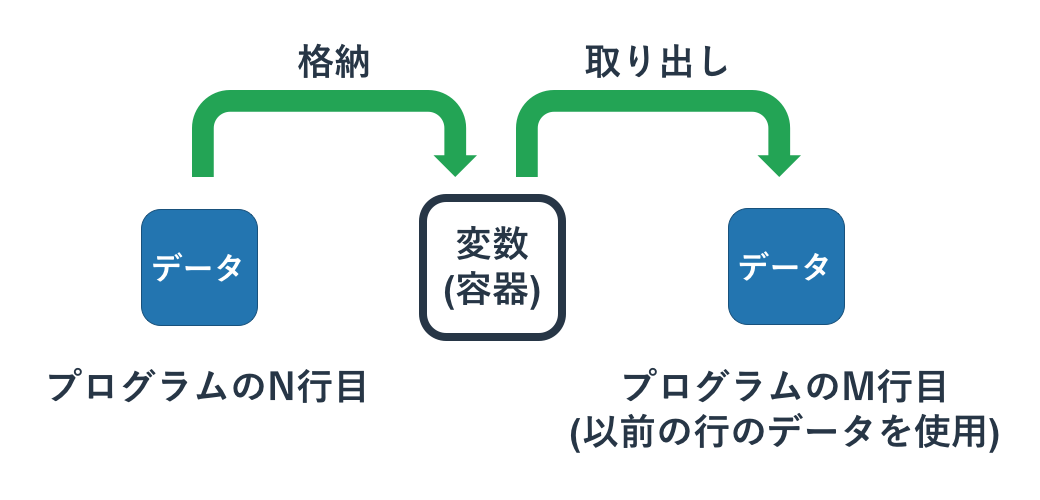 格納
取り出し
データ
変数
(容器)
データ
プログラムのN行目
プログラムのM行目
(以前の行のデータを使用)